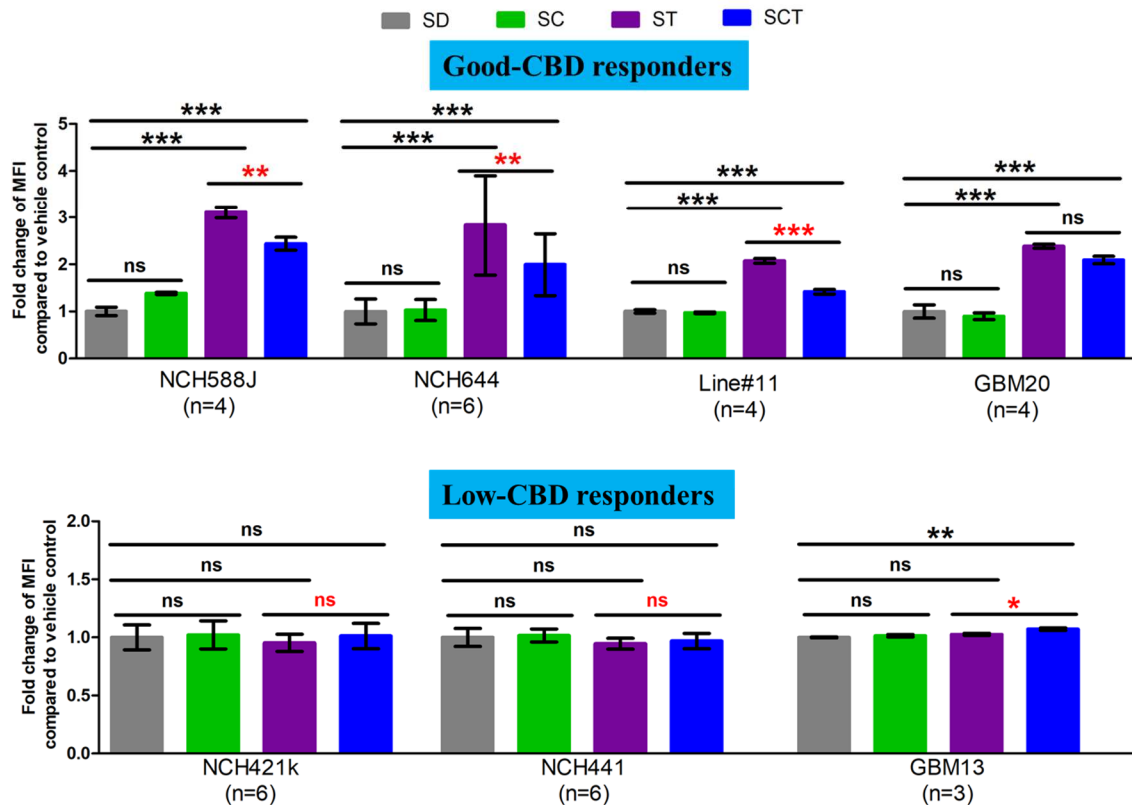 SD SC ST SCT
Good-CBD responders
Fold change of MFI
compared to vehicle control
5
4
3
2
1
0
*** *** ** ns
*** *** ** ns
*** *** *** ns
*** *** ns ns
NCH588J NCH644 Line#11 GBM20
(n=4) (n=6) (n=4) (n=4)
Low-CBD responders
Fold change of MFI
compared to vehicle control
2.0
1.5
1.0
0.5
0.0
ns ns ns ns
ns ns ns ns
** ns ns *
NCH421k NCH441 GBM13
(n=6) (n=6) (n=3)